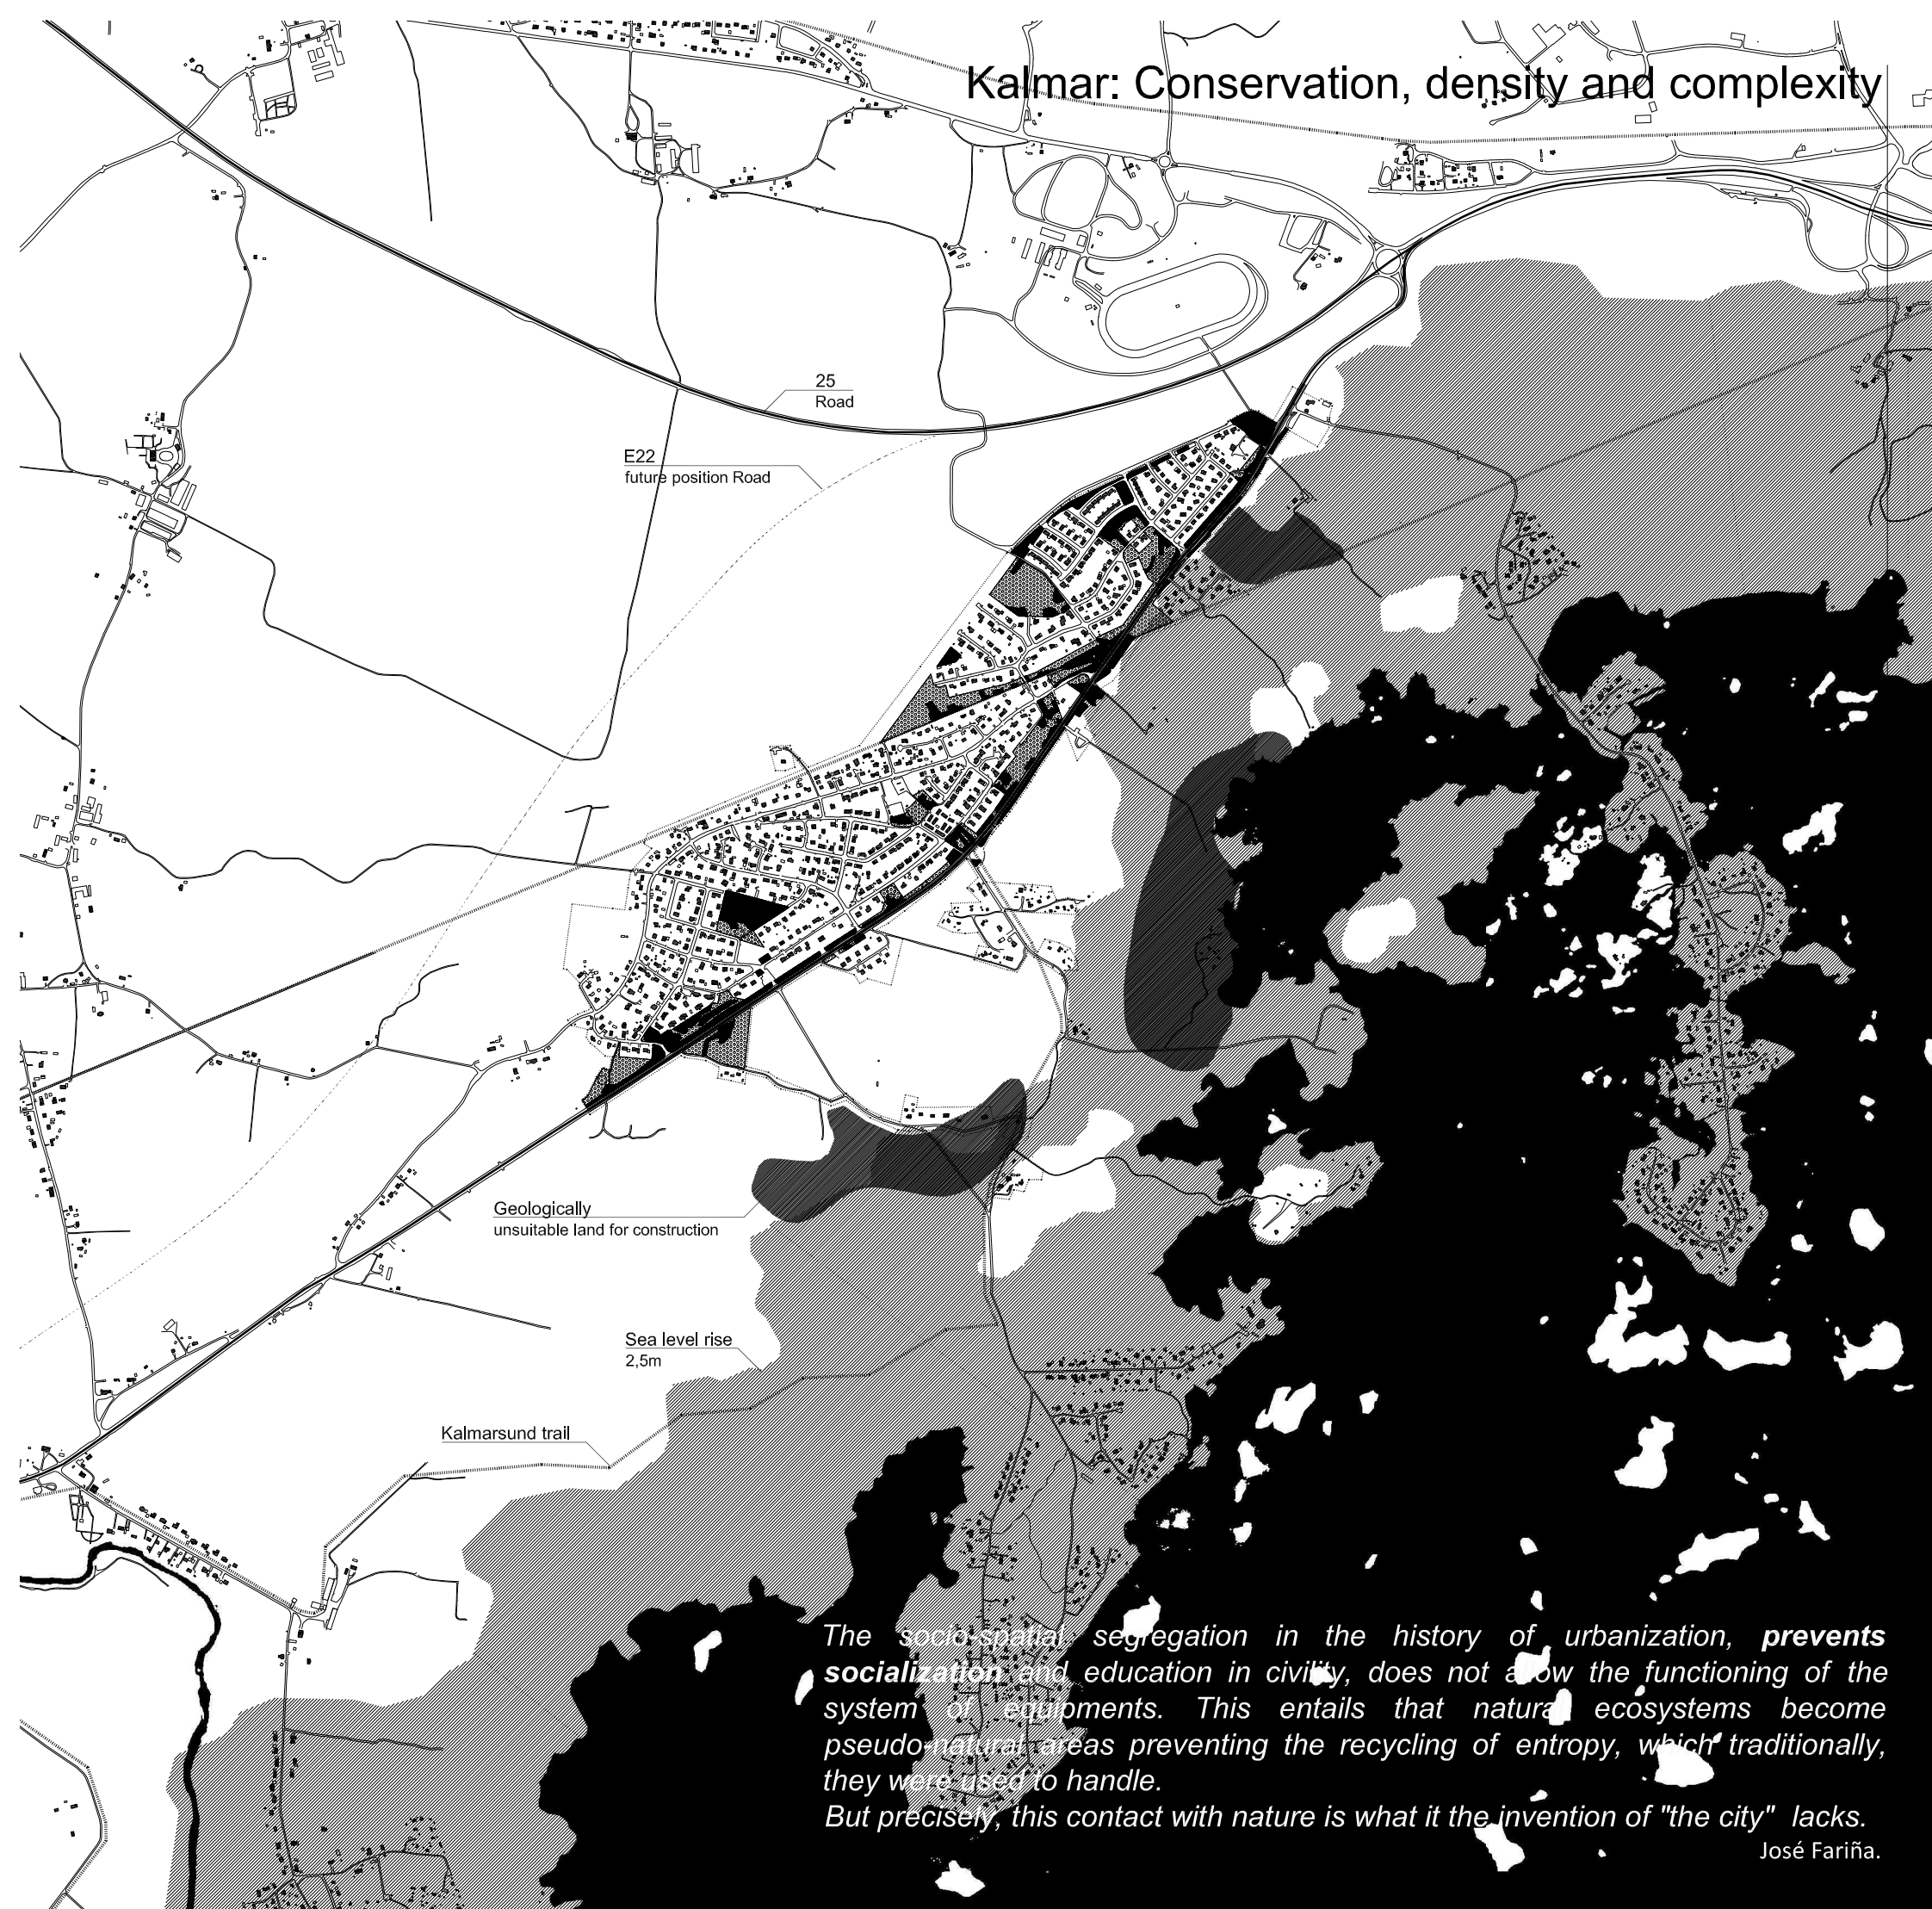 Kalmar: Conservation, density and complexity
25
Road
E22
future position Road
Geologically
unsuitable land for construction
Sea level rise
2,5m
Kalmarsund trail
The socio-spatial segregation in the history of urbanization, prevents
socialization and education in civility, does not allow the functioning of the
system of equipments. This entails that natural ecosystems become
pseudo-natural areas preventing the recycling of entropy, which traditionally,
they were used to handle.
But precisely, this contact with nature is what it the invention of "the city" lacks.
José Fariña.